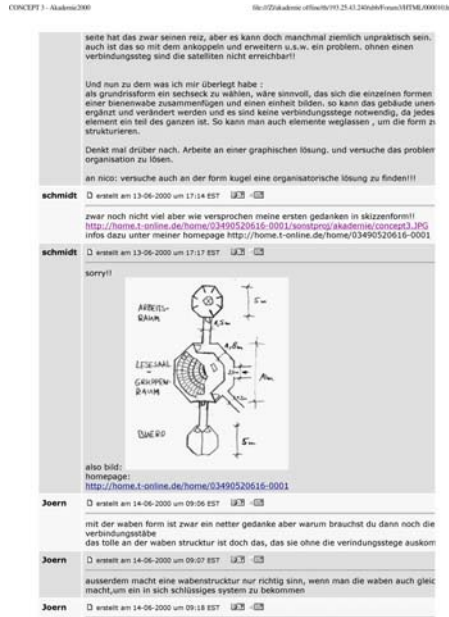 CONCEPT 3 - Akademie2000
seite hat das zwar seinen reiz, aber es kann doch manchmal ziemlich unpraktisch sein.
auch ist das so mit dem ankoppeln und erweitern u.s.w. ein problem. ohnen einen
verbindungssteg sind die satelliten nicht erreichbar!!
Und nun zu dem was ich mir überlegt habe :
als grundrissform ein sechseck zu wählen, wäre sinnvoll, das sich die einzelnen formen
einer bienenwabe zusammenfügen und einen einheit bilden. so kann das gebäude unen
ergänzt und verändert werden und es sind keine verbindungsstege notwendig, da jedes
element ein teil des ganzen ist. So kann man auch elemente weglassen , um die form zu
strukturieren.
Denkt mal drüber nach. Arbeite an einer graphischen lösung. und versuche das problem
organisation zu lösen.
an nico: versuche auch an der form kugel eine organisatorische lösung zu finden!!!
schmidt erstellt am 13-06-2000 um 17:14 EST
zwar noch nicht viel aber wie versprochen meine ersten gedanken in skizzenform!!
http://home.t-online.de/home/03490520616-0001/sonstproj/akademie/concept3.JPG
infos dazu unter meiner homepage http://home.t-online.de/home/03490520616-0001
schmidt erstellt am 13-06-2000 um 17:17 EST
sorry!!
ARBEITS-
RAUM
5m
1,5m
1,8m
LESESAAL
GRUPPEN
RAUM
BUERO
5m
also bild:
homepage:
http://home.t-online.de/home/03490520616-0001
Joern erstellt am 14-06-2000 um 09:06 EST
mit der waben form ist zwar ein netter gedanke aber warum brauchst du dann noch die
verbindungsstäbe
das tolle an der waben strucktur ist doch das, das sie ohne die verindungsstege auskom
Joern erstellt am 14-06-2000 um 09:07 EST
ausserdem macht eine wabenstrucktur nur richtig sinn, wenn man die waben auch gleic
macht,um ein in sich schlüssiges system zu bekommen
Joern erstellt am 14-06-2000 um 09:18 EST